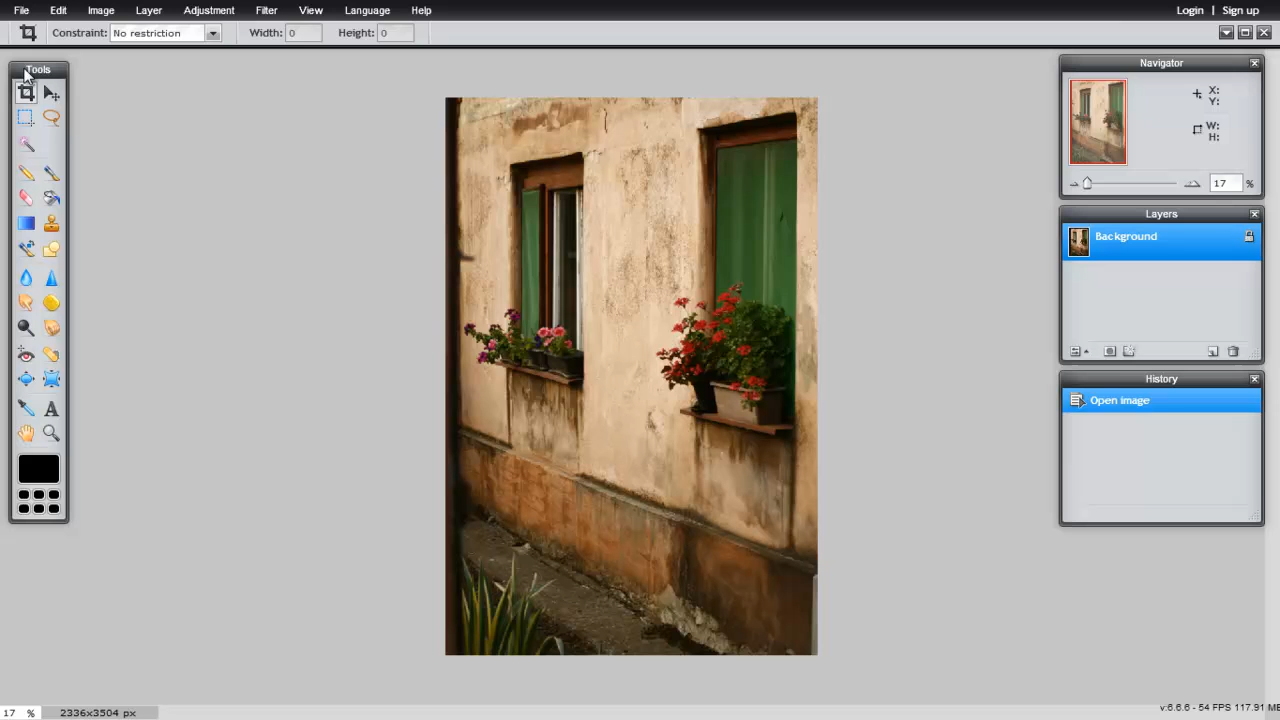 File Edit Image Layer Adjustment Filter View Language Help Login | Sign up
Constraint: No restriction Width: 0 Height: 0
Tools
A
Navigator
X:
Y:
W:
H:
17 %
Layers
Background
History
Open image
17 % 2336x3504 px
v:6.6.6 - 54 FPS 117.91 ME